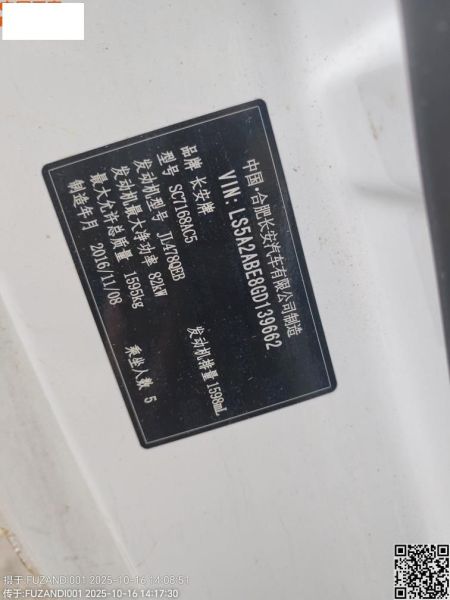 中国·合肥长安汽车有限公司制造
VIN: LS5A2ABE8GD139662
品牌 长安牌
型号 SC7168AC5
发动机型号 JL478QEB 发动机排量 1598mL
发动机最大净功率 82kW
最大允许总质量 1595kg
制造年月 2016/11/08 乘坐人数 5
摄于:FUZANDI001 2025-10-16 14:08:51
传于:FUZANDI001 2025-10-16 14:17:30